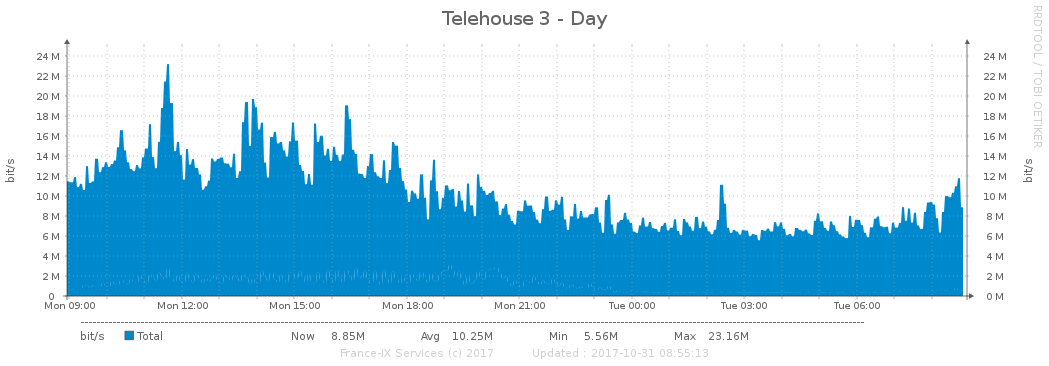 Telehouse 3 - Day
RRDTOOL / TOBI OETIKER
bit/s
24 M 24 M
22 M 22 M
20 M 20 M
18 M 18 M
16 M 16 M
14 M 14 M
12 M 12 M
10 M 10 M
8 M 8 M
6 M 6 M
4 M 4 M
2 M 2 M
0 0 M
bit/s
Mon 09:00 Mon 12:00 Mon 15:00 Mon 18:00 Mon 21:00 Tue 00:00 Tue 03:00 Tue 06:00
bit/s Total Now 8.85M Avg 10.25M Min 5.56M Max 23.16M
France-IX Services (c) 2017 Updated : 2017-10-31 08:55:13